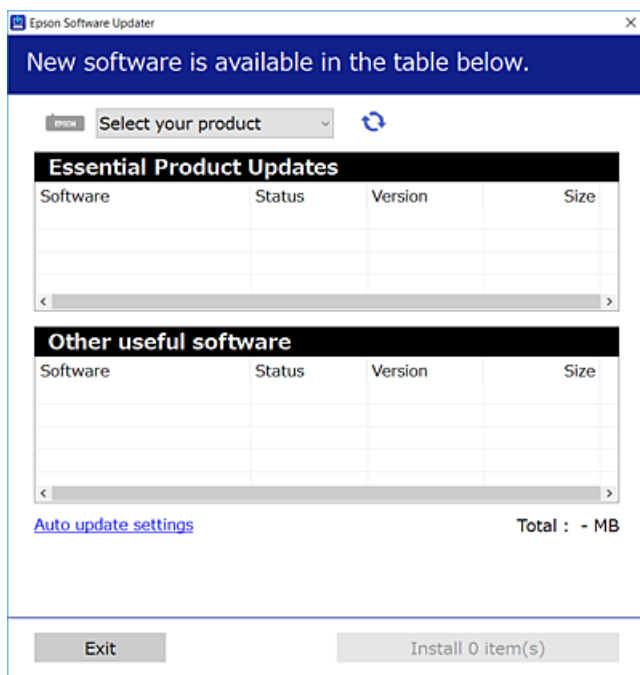 Epson Software Updater
New software is available in the table below.
EPSON Select your product
Essential Product Updates
Software Status Version Size
Other useful software
Software Status Version Size
Auto update settings Total : - MB
Exit Install 0 item(s)